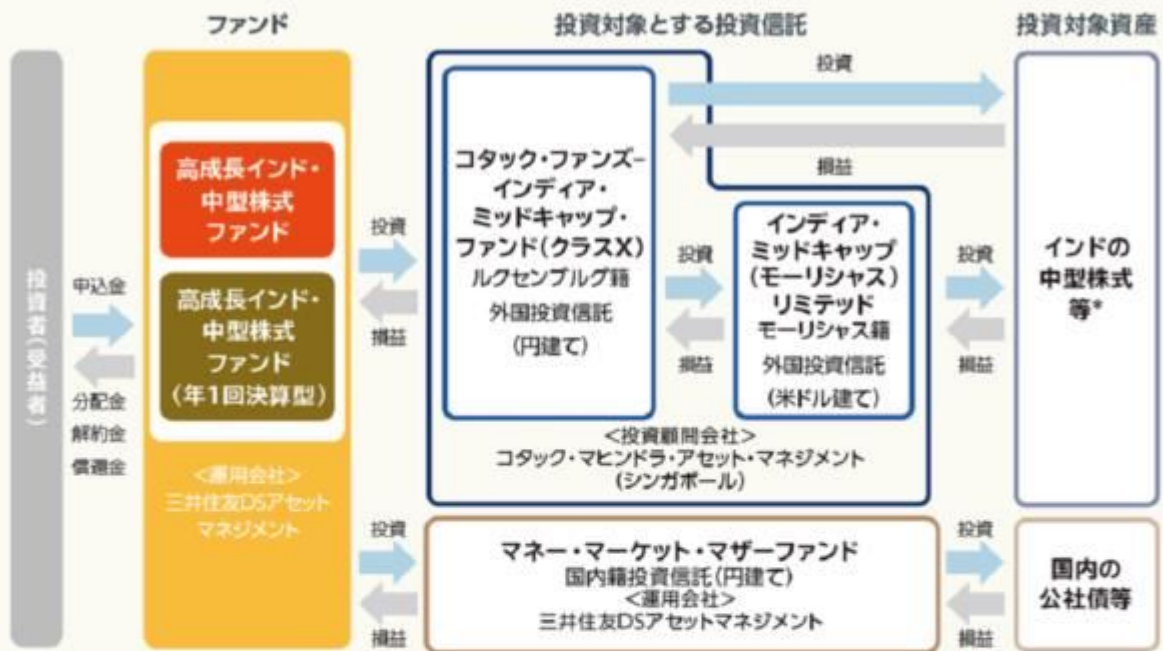 ファンド
投資対象とする投資信託
投資対象資産
投資者(受益者)
申込金
分配金
解約金
償還金
高成長インド・
中型株式
ファンド
高成長インド・
中型株式
ファンド
(年1回決算型)
<運用会社>
三井住友DSアセット
マネジメント
投資
損益
コタック・ファンズ−
インディア・
ミッドキャップ・
ファンド(クラスX)
ルクセンブルグ籍
外国投資信託
(円建て)
投資
損益
投資
損益
インディア・
ミッドキャップ
(モーリシャス)
リミテッド
モーリシャス籍
外国投資信託
(米ドル建て)
<投資顧問会社>
コタック・マヒンドラ・アセット・マネジメント
(シンガポール)
投資
損益
インドの
中型株式
等*
投資
損益
マネー・マーケット・マザーファンド
国内籍投資信託(円建て)
<運用会社>
三井住友DSアセットマネジメント
投資
損益
国内の
公社債等